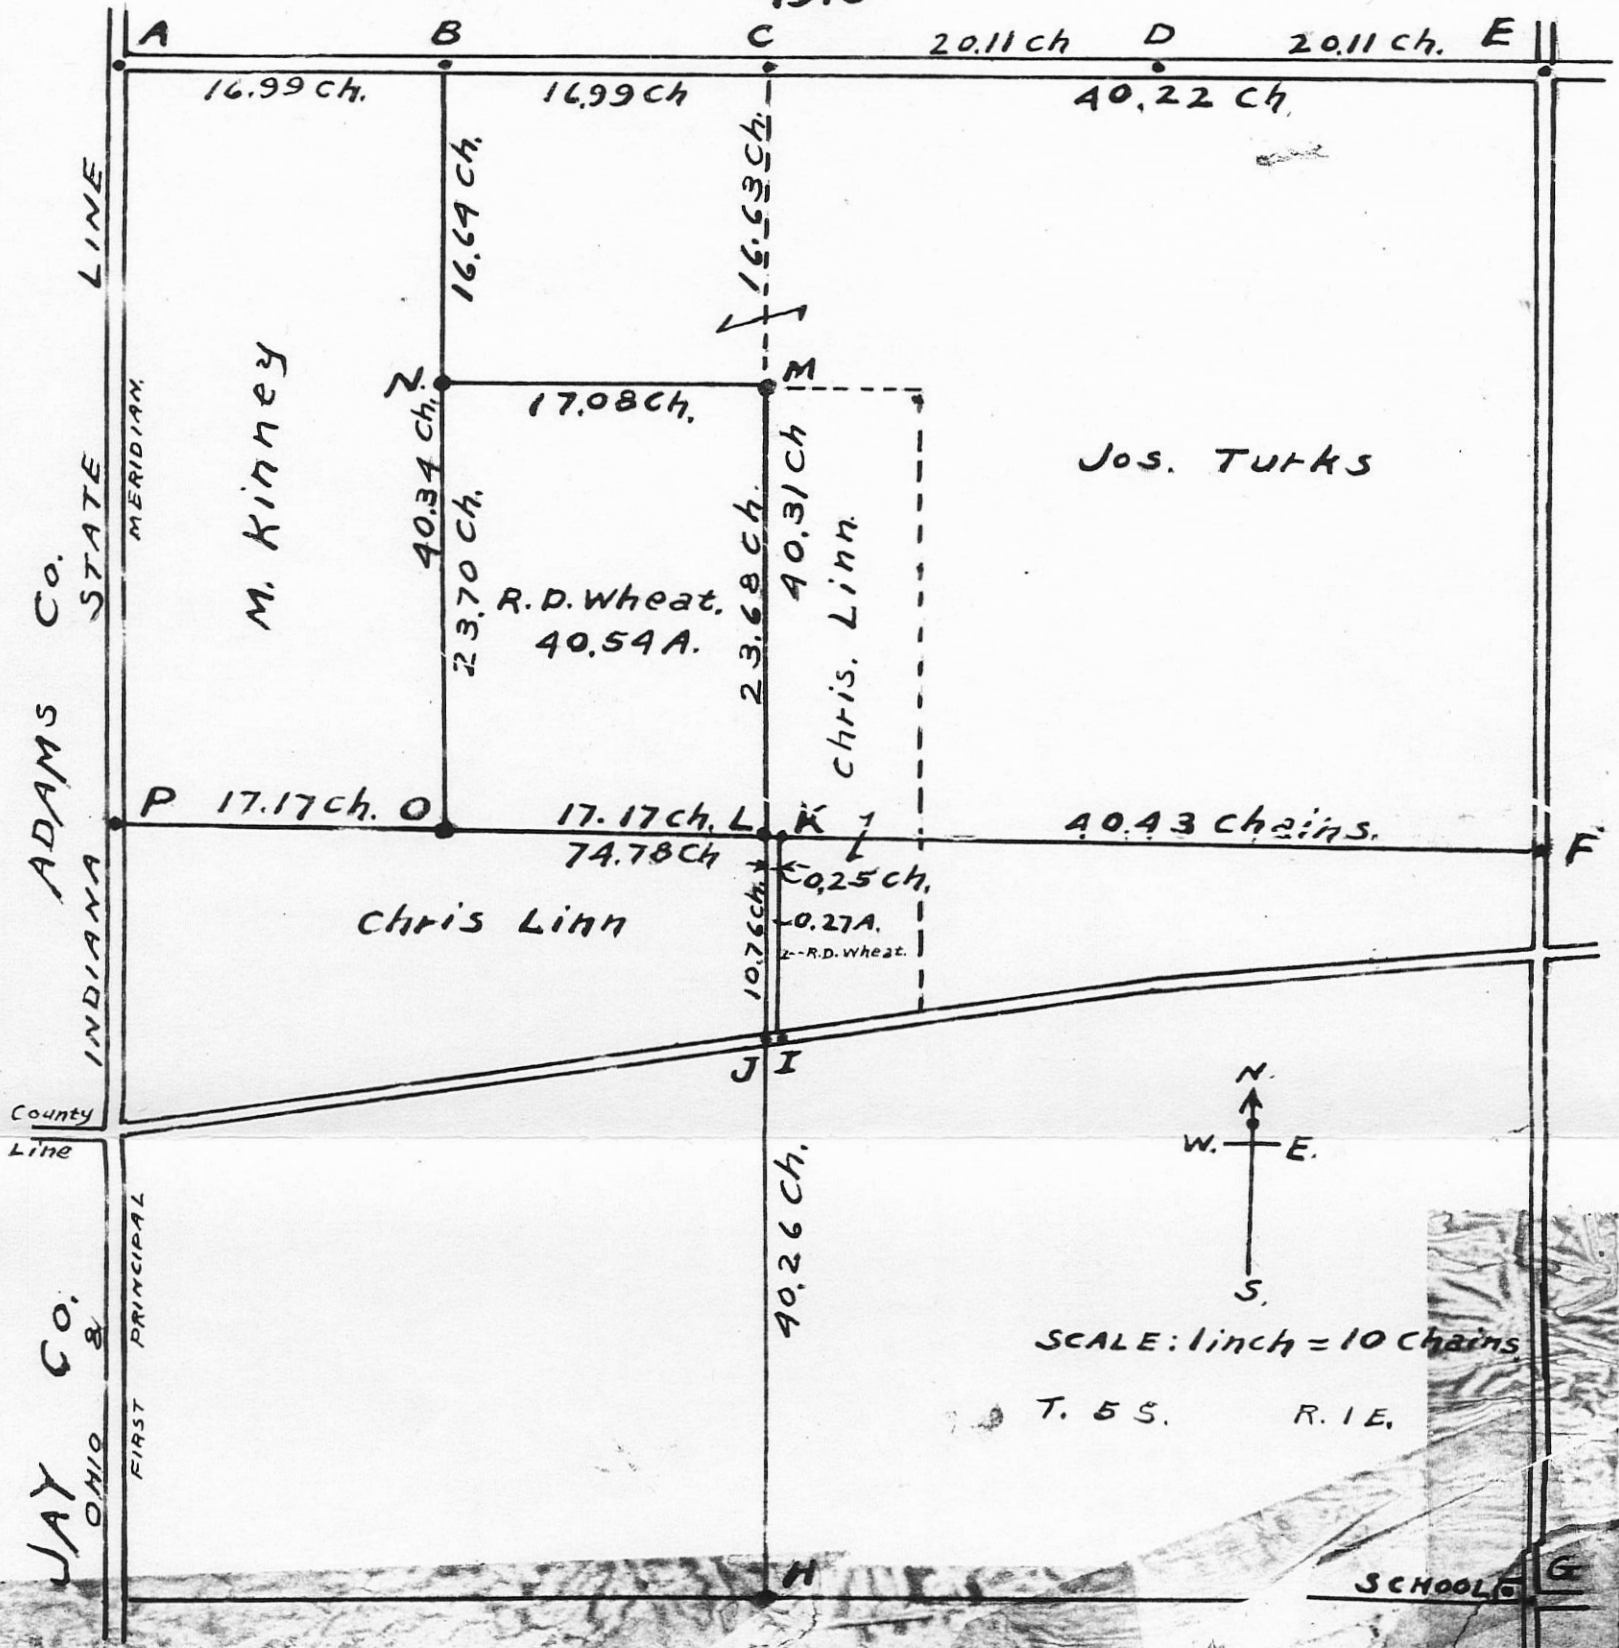 A B C 20.11 Ch D 20.11 Ch. E
16.99 Ch. 16.99 Ch 40.22 Ch.
16.64 Ch.
16.63 Ch.
N. M
17.08 Ch.
40.34 Ch.
23.70 Ch.
23.68 Ch.
40.31 Ch
M. Kinney
R.D. Wheat.
40.54 A.
Chris. Linn
Jos. Turks
P 17.17 Ch. O 17.17 Ch. L K 40.43 Chains. F
74.78 Ch
0.25 Ch.
0.27 A.
R.D. Wheat.
10.76 Ch.
Chris Linn
J I
40.26 Ch.
N.
W. E.
S.
SCALE: 1 inch = 10 Chains
T. 5 S. R. 1 E.
H
SCHOOL G
ADAMS CO.
JAY CO.
County
Line
OHIO & INDIANA STATE LINE
FIRST PRINCIPAL MERIDIAN.